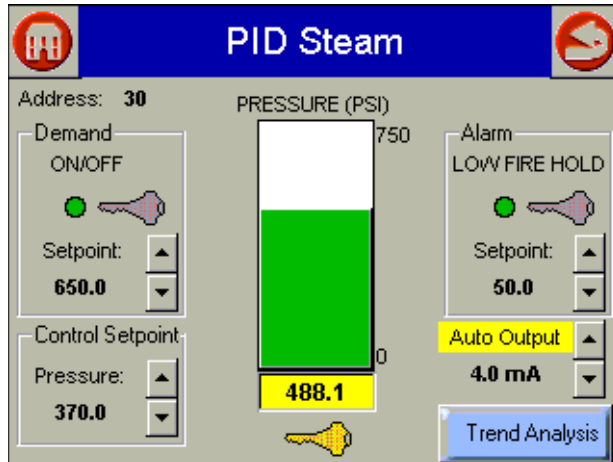 PID Steam
Address: 30
PRESSURE (PSI)
750
0
488.1
Demand
ON/OFF
Setpoint:
650.0
Control Setpoint
Pressure:
370.0
Alarm
LOW FIRE HOLD
Setpoint:
50.0
Auto Output
4.0 mA
Trend Analysis